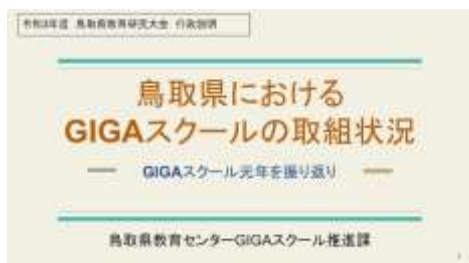 令和3年度 鳥取県教育研究大会 行政説明
鳥取県における
GIGAスクールの取組状況
GIGAスクール元年を振り返り
鳥取県教育センターGIGAスクール推進課
1